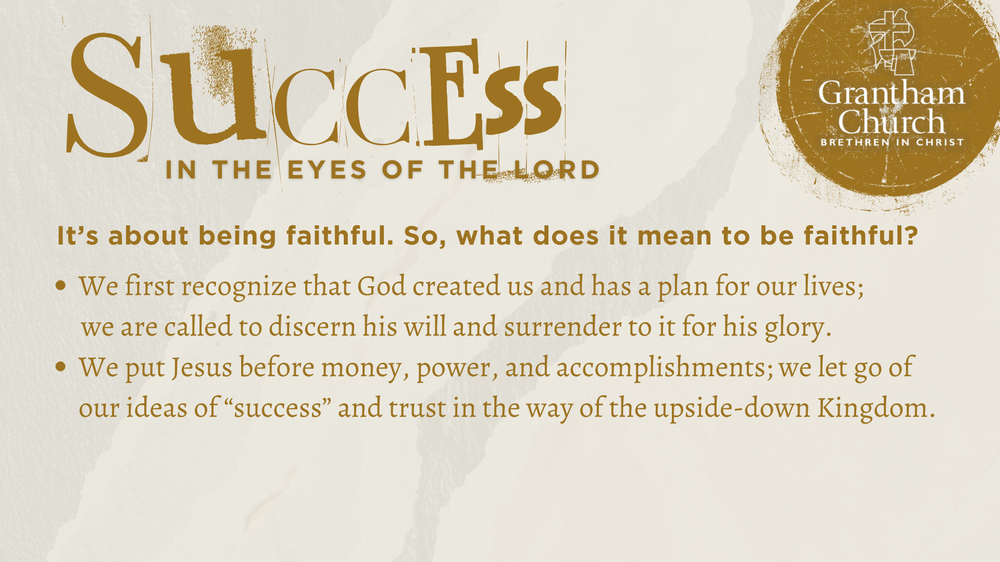 SuccEss
IN THE EYES OF THE LORD
Grantham
Church
BRETHREN IN CHRIST
It’s about being faithful. So, what does it mean to be faithful?
• We first recognize that God created us and has a plan for our lives;
we are called to discern his will and surrender to it for his glory.
• We put Jesus before money, power, and accomplishments; we let go of
our ideas of “success” and trust in the way of the upside-down Kingdom.